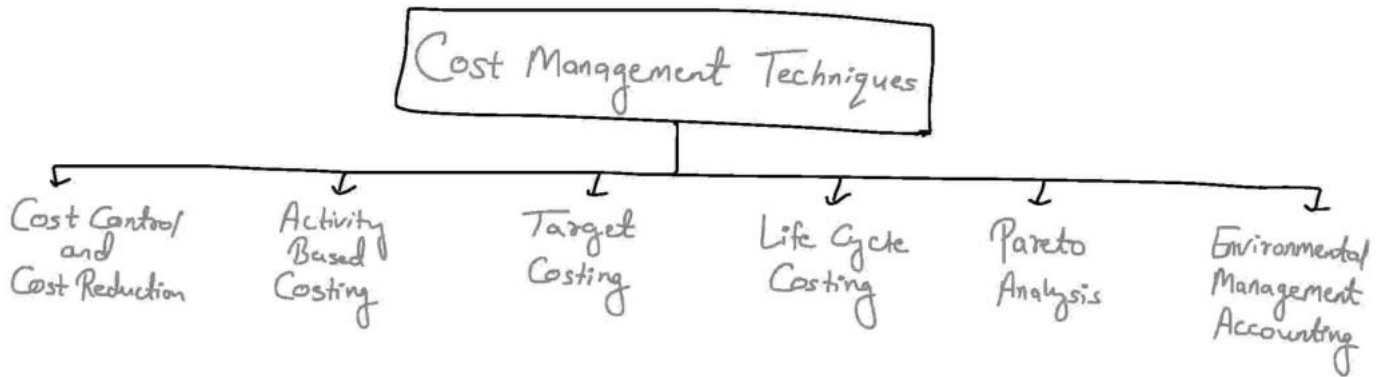 Cost Management Techniques
Cost Control
and
Cost Reduction
Activity
Based
Costing
Target
Costing
Life Cycle
Costing
Pareto
Analysis
Environmental
Management
Accounting